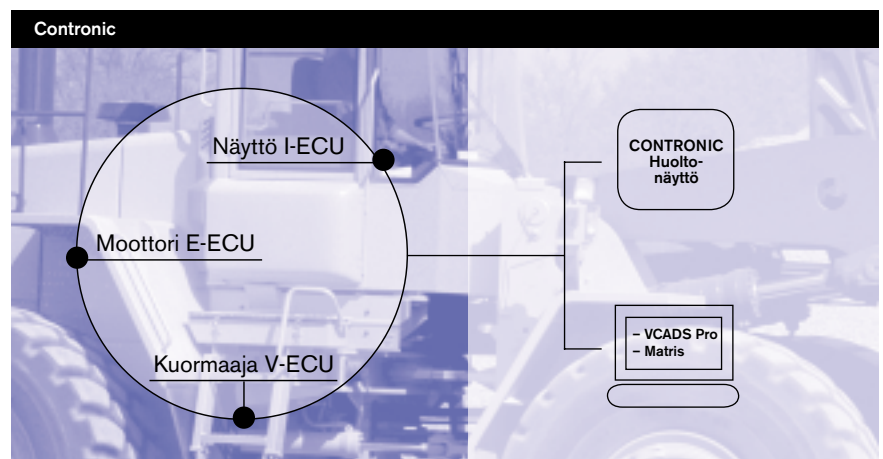 Contronic
Näyttö I-ECU
Moottori E-ECU
Kuormaaja V-ECU
CONTRONIC
Huolto-
näyttö
– VCADS Pro
– Matris